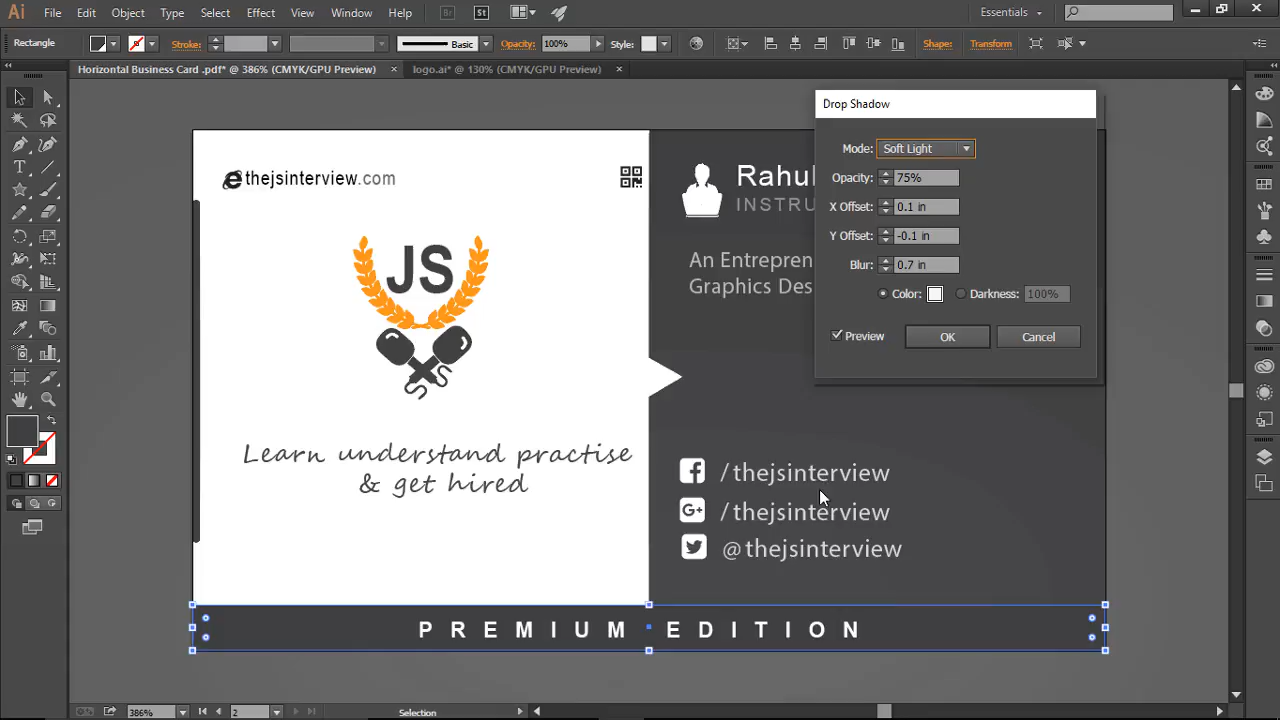 Ai File Edit Object Type Select Effect View Window Help Br St Essentials
Rectangle Stroke: Basic Opacity: 100% Style: Shape: Transform
Horizontal Business Card .pdf* @ 386% (CMYK/GPU Preview) × logo.ai* @ 130% (CMYK/GPU Preview) ×
Drop Shadow
Mode: Soft Light
Opacity: 75%
X Offset: 0.1 in
Y Offset: -0.1 in
Blur: 0.7 in
Color: Darkness: 100%
Preview OK Cancel
thejsinterview.com
JS
Learn understand practise
& get hired
Rahul
INSTRU
An Entrepren
Graphics Des
/thejsinterview
G+ /thejsinterview
@thejsinterview
PREMIUM EDITION
386% 2 Selection